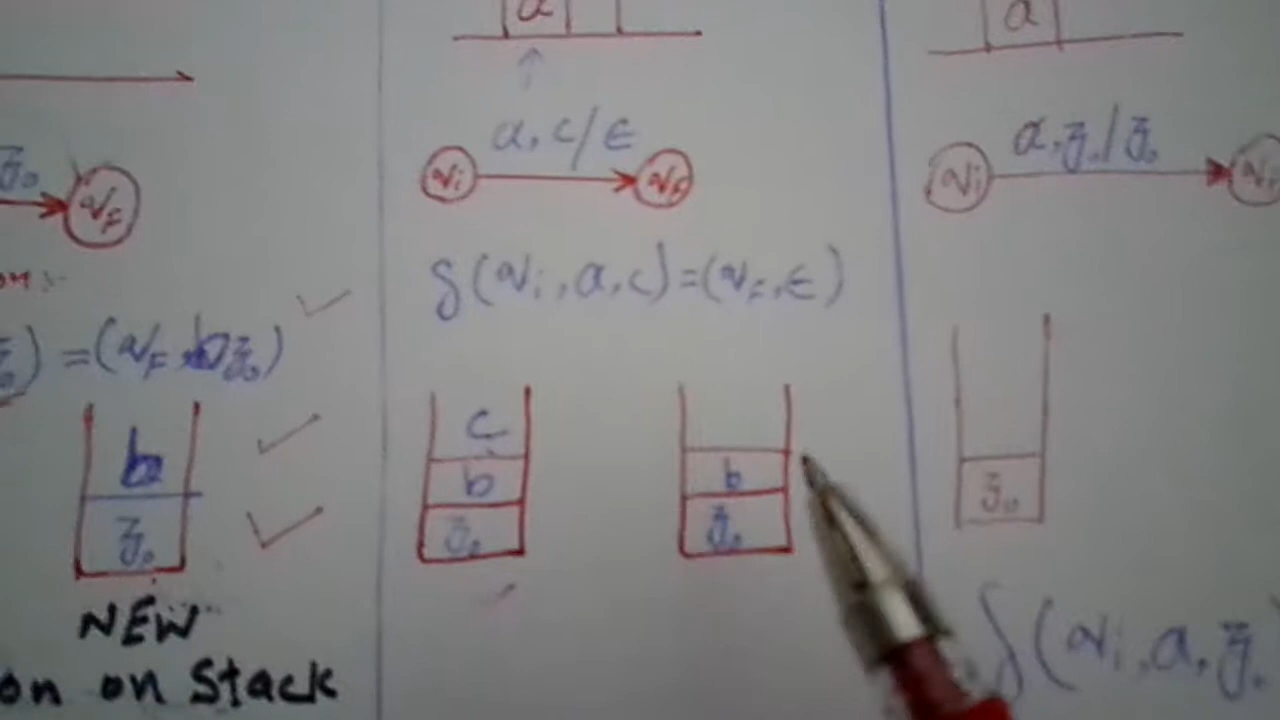 z₀
qF
) = (qF, bz₀)
b
z₀
NEW
on on Stack
a
a, c/ε
qi
qF
δ(qi, a, c) = (qF, ε)
c
b
z₀
b
z₀
a
a, z₀/z₀
qi
z₀
δ(qi, a, z₀